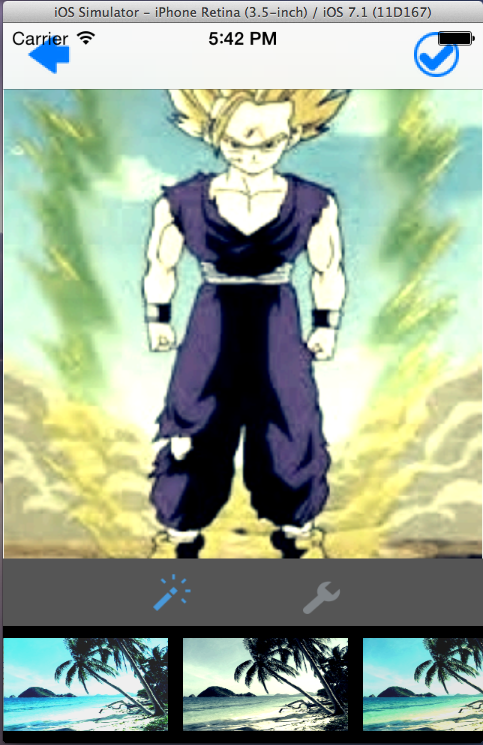 iOS Simulator - iPhone Retina (3.5-inch) / iOS 7.1 (11D167)
Carrier 5:42 PM